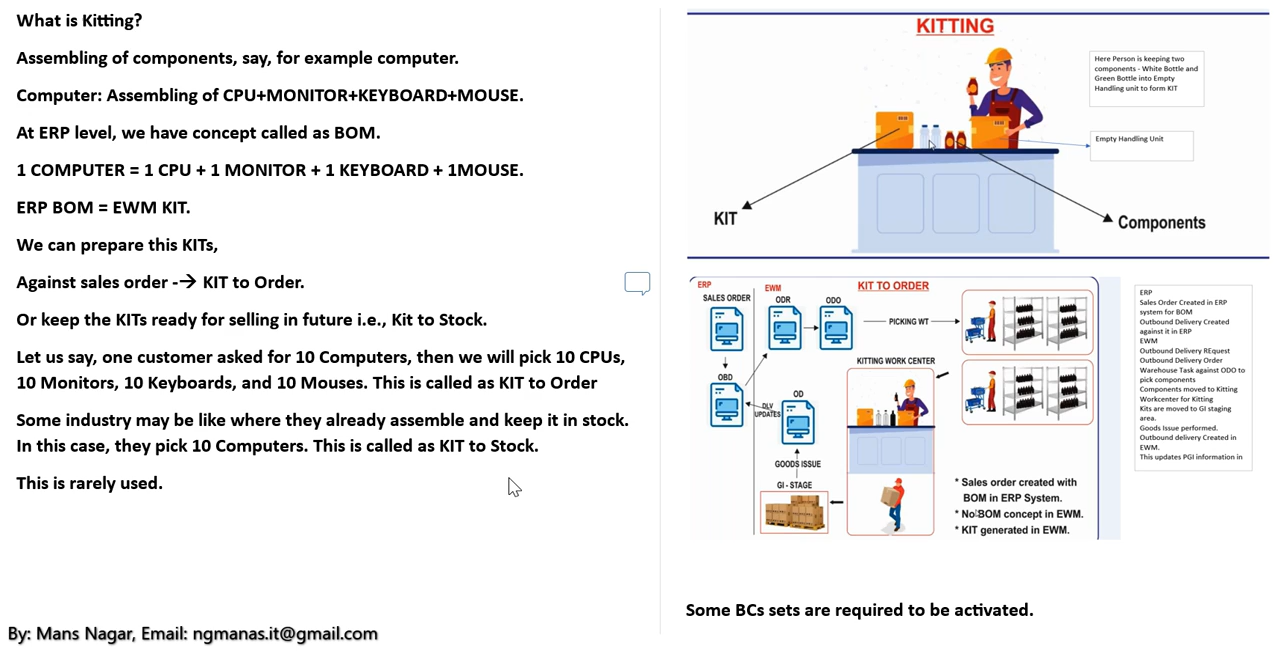 What is Kitting?
Assembling of components, say, for example computer.
Computer: Assembling of CPU+MONITOR+KEYBOARD+MOUSE.
At ERP level, we have concept called as BOM.
1 COMPUTER = 1 CPU + 1 MONITOR + 1 KEYBOARD + 1MOUSE.
ERP BOM = EWM KIT.
We can prepare this KITs,
Against sales order -→ KIT to Order.
Or keep the KITs ready for selling in future i.e., Kit to Stock.
Let us say, one customer asked for 10 Computers, then we will pick 10 CPUs,
10 Monitors, 10 Keyboards, and 10 Mouses. This is called as KIT to Order
Some industry may be like where they already assemble and keep it in stock.
In this case, they pick 10 Computers. This is called as KIT to Stock.
This is rarely used.
By: Mans Nagar, Email: ngmanas.it@gmail.com
KITTING
Here Person is keeping two
components - White Bottle and
Green Bottle into Empty
Handling unit to form KIT
Empty Handling Unit
KIT
Components
ERP
EWM
KIT TO ORDER
SALES ORDER
ODR
ODO
PICKING WT
KITTING WORK CENTER
OBD
OD
DLV
UPDATES
GOODS ISSUE
GI - STAGE
* Sales order created with
BOM in ERP System.
* No BOM concept in EWM.
* KIT generated in EWM.
ERP
Sales Order Created in ERP
system for BOM
Outbound Delivery Created
against it in ERP
EWM
Outbound Delivery REquest
Outbound Delivery Order
Warehouse Task against ODO to
pick components
Components moved to Kitting
Workcenter for Kitting
Kits are moved to GI staging
area.
Goods Issue performed.
Outbound delivery Created in
EWM.
This updates PGI information in
Some BCs sets are required to be activated.